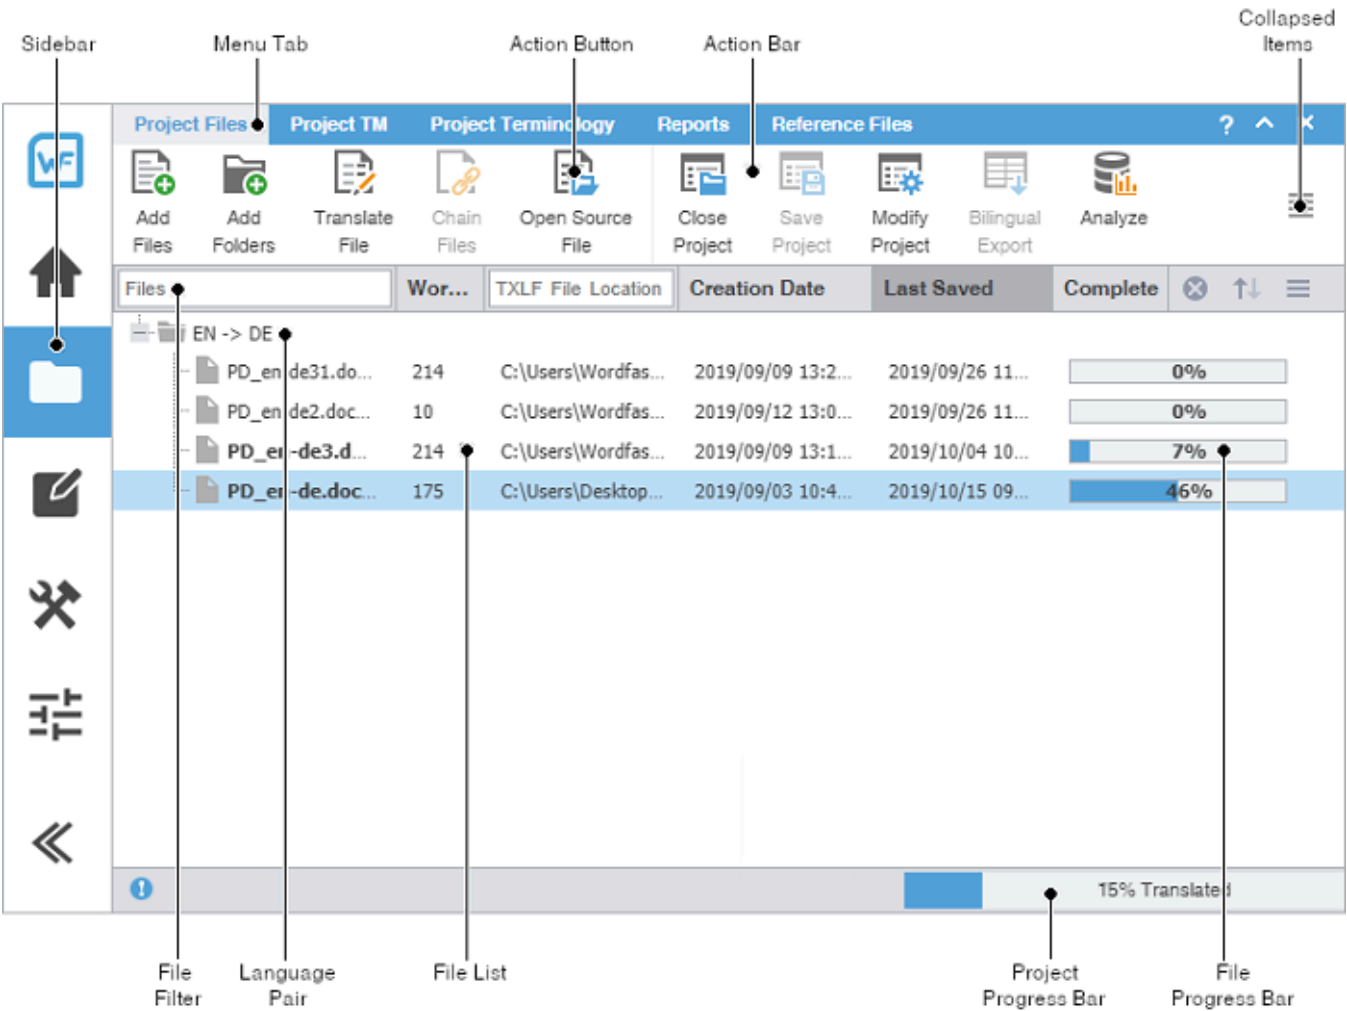 Collapsed
Sidebar Menu Tab Action Button Action Bar Items
Project Files Project TM Project Terminology Reports Reference Files ?
WF
Add Add Translate Chain Open Source Close Save Modify Bilingual Analyze
Files Folders File Files File Project Project Project Export
Files Wor... TXLF File Location Creation Date Last Saved Complete
EN -> DE
PD_en-de31.do... 214 C:\Users\Wordfas... 2019/09/09 13:2... 2019/09/26 11... 0%
PD_en-de2.doc... 10 C:\Users\Wordfas... 2019/09/12 13:0... 2019/09/26 11... 0%
PD_en-de3.d... 214 C:\Users\Wordfas... 2019/09/09 13:1... 2019/10/04 10... 7%
PD_en-de.doc... 175 C:\Users\Desktop... 2019/09/03 10:4... 2019/10/15 09... 46%
15% Translated
File Language File List Project File
Filter Pair Progress Bar Progress Bar